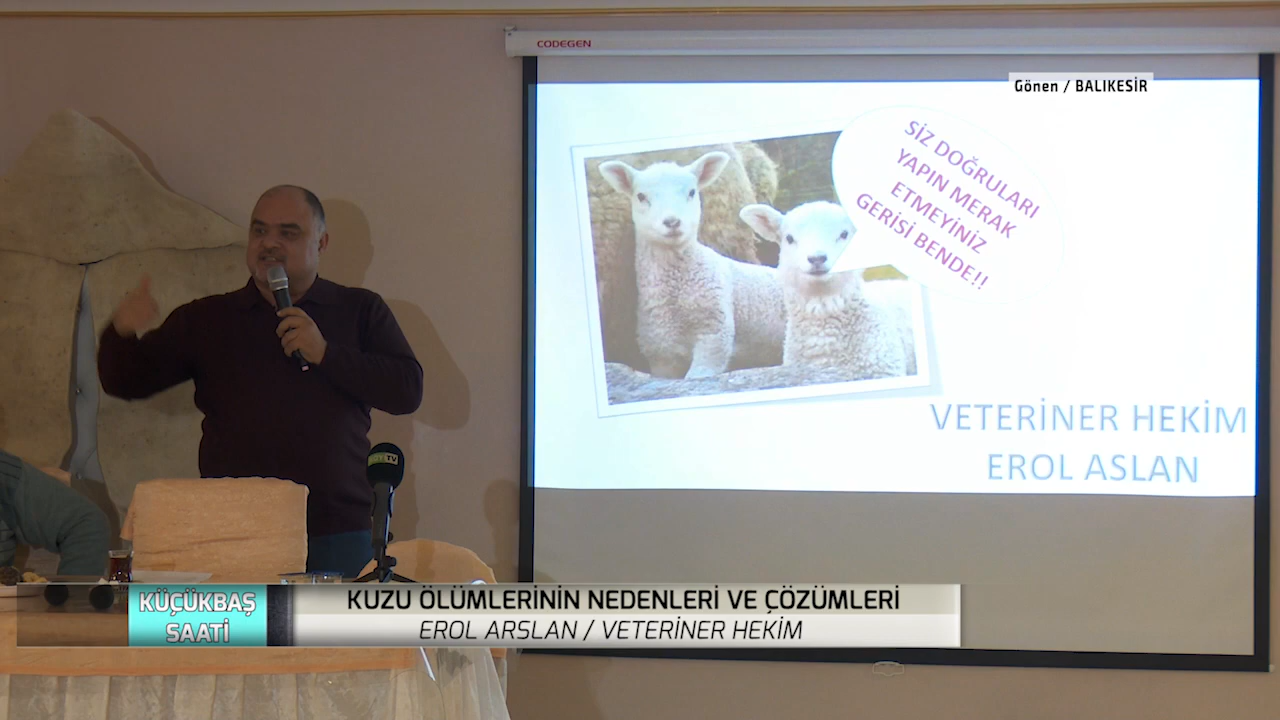 CODEGEN
Gönen / BALIKESİR
SİZ DOĞRULARI
YAPIN MERAK
ETMEYİNİZ
GERİSİ BENDE!!
VETERİNER HEKİM
EROL ASLAN
TV
KÜÇÜKBAŞ
SAATİ
KUZU ÖLÜMLERİNİN NEDENLERİ VE ÇÖZÜMLERİ
EROL ARSLAN / VETERİNER HEKİM